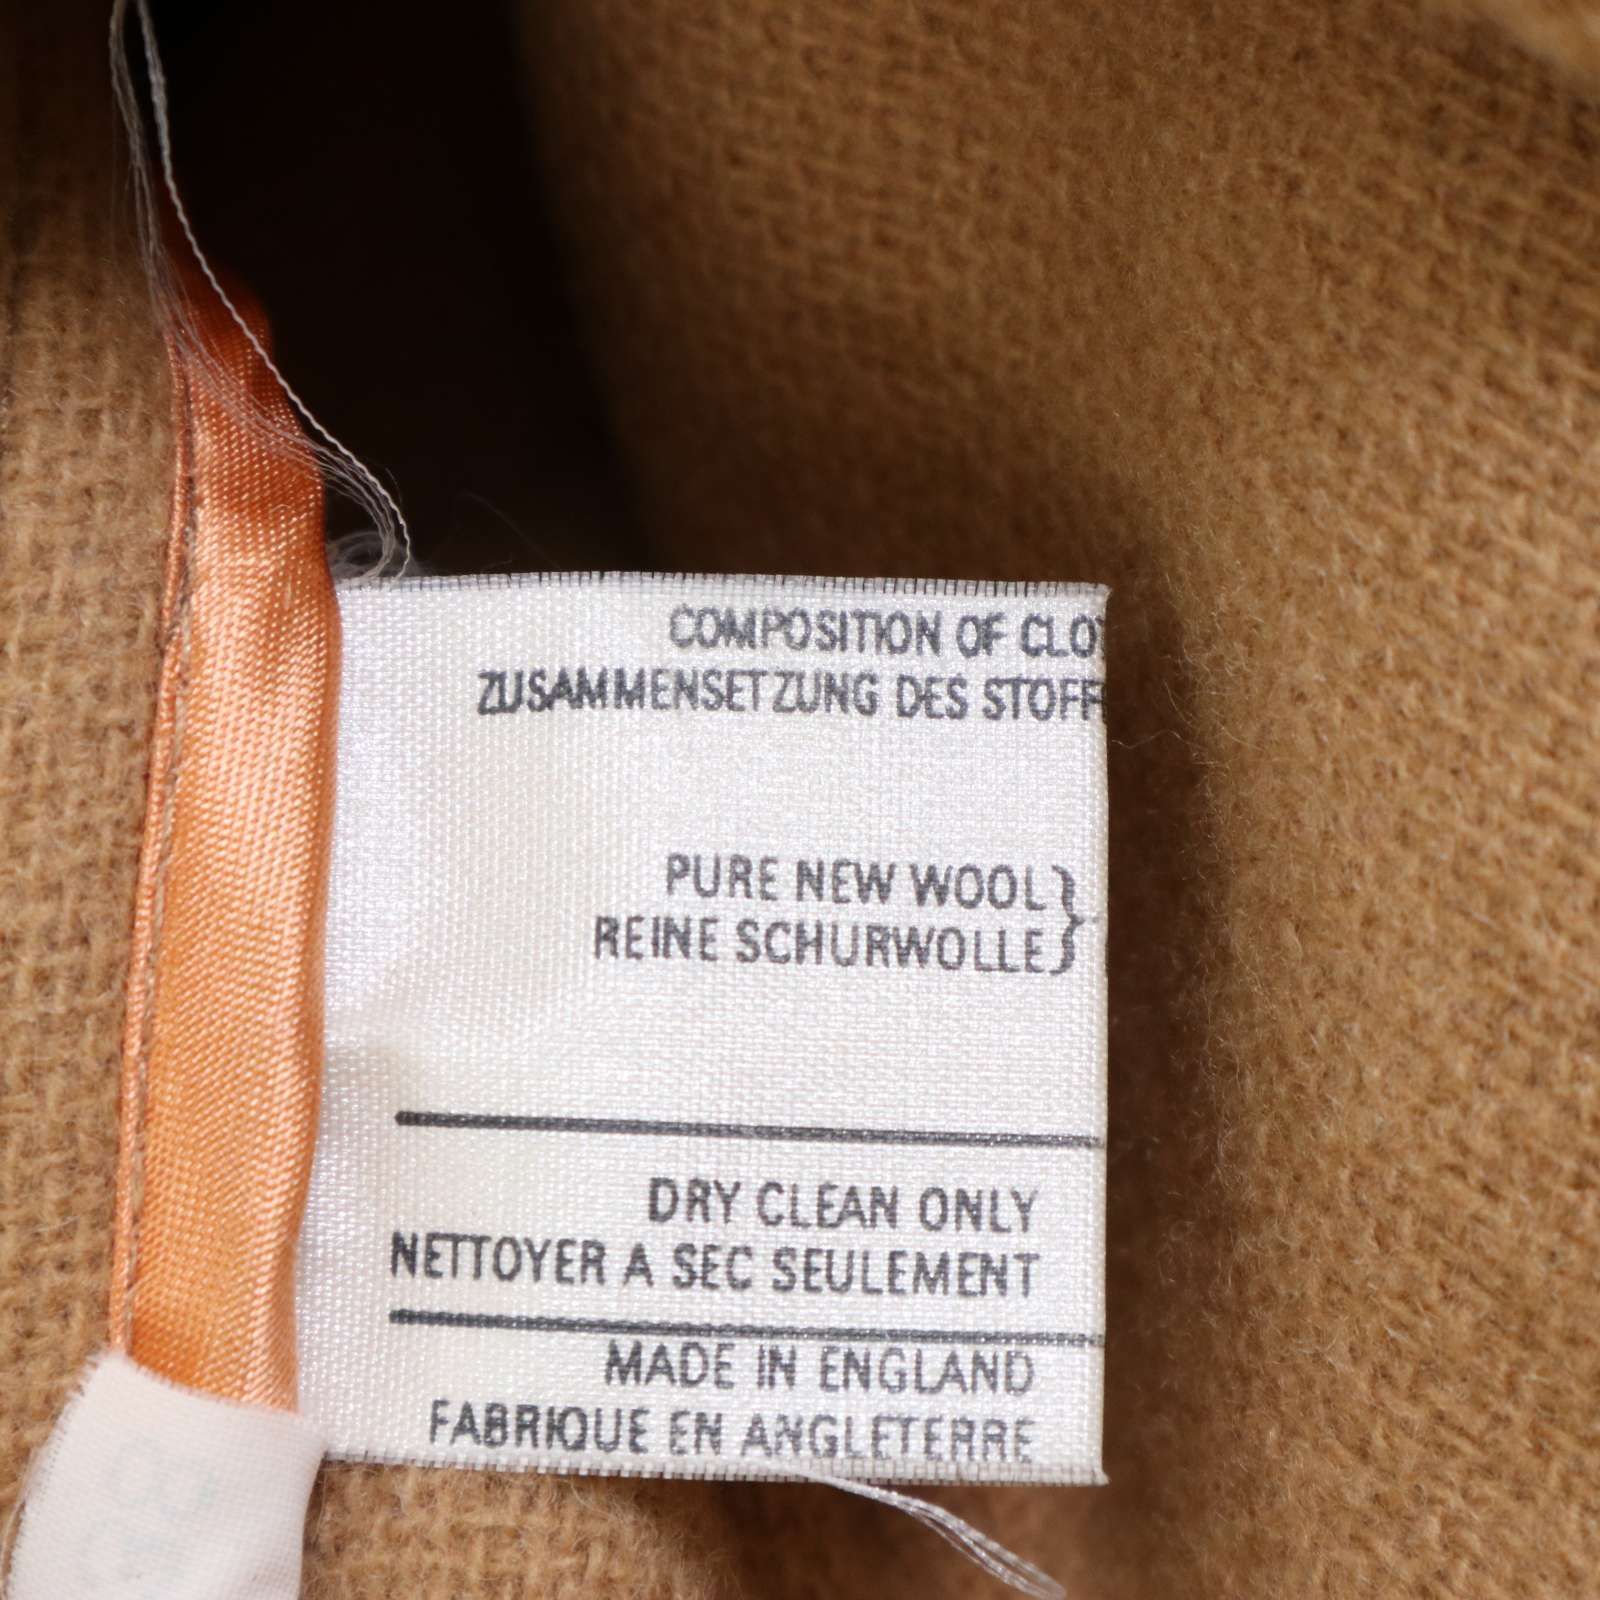 COMPOSITION OF CLO
ZUSAMMENSETZUNG DES STOFF
PURE NEW WOOL}
REINE SCHURWOLLE}
DRY CLEAN ONLY
NETTOYER A SEC SEULEMENT
MADE IN ENGLAND
FABRIQUE EN ANGLETERRE